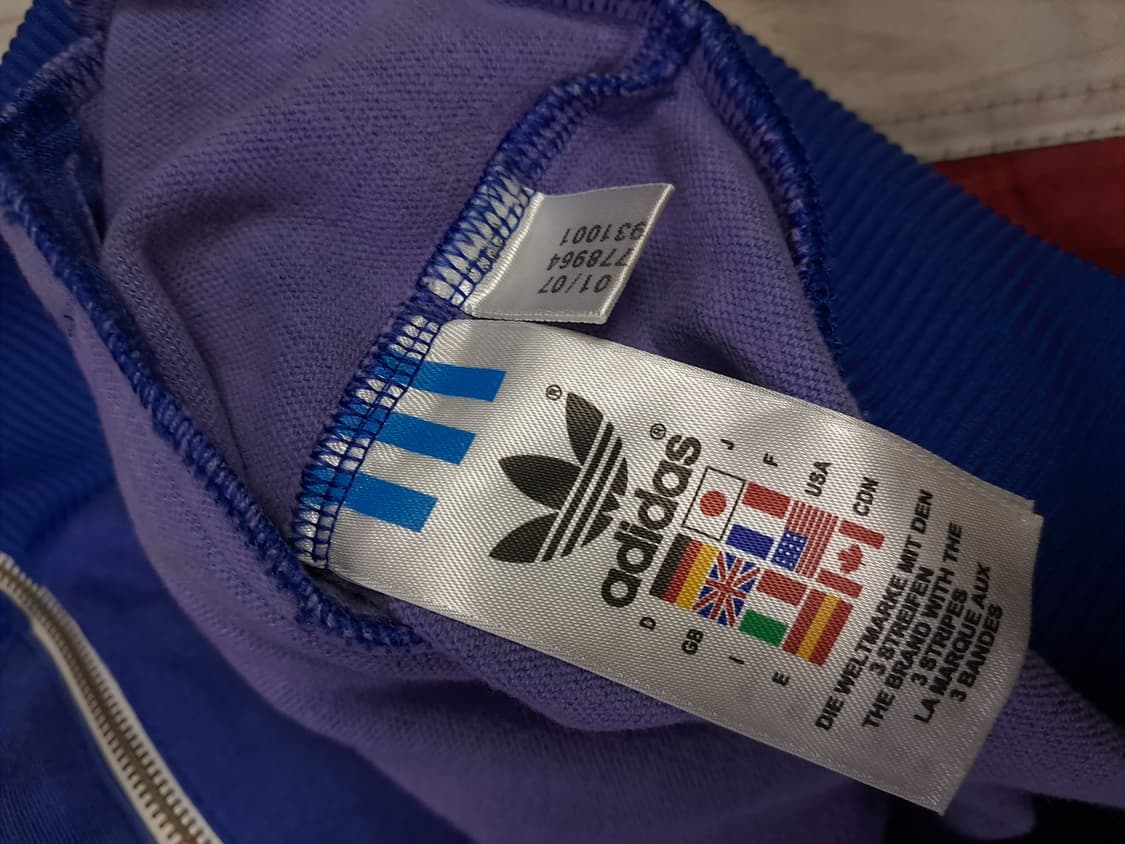 01/07
778964
931001
®
adidas®
J
F
USA
CDN
D
GB
I
E
DIE WELTMARKE MIT DEN
3 STREIFEN
THE BRAND WITH THE
3 STRIPES
LA MARQUE AUX
3 BANDES